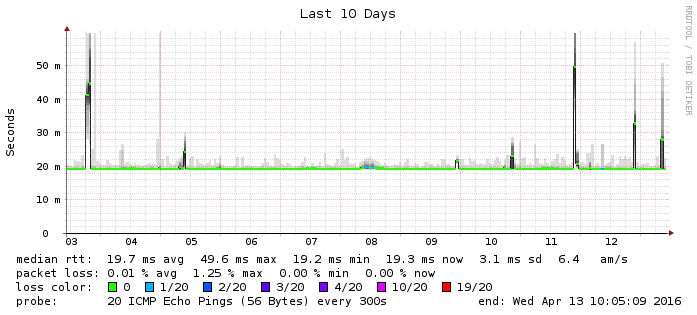 Last 10 Days
RRDTOOL / TOBI OETIKER
Seconds
50 m
40 m
30 m
20 m
10 m
0
03 04 05 06 07 08 09 10 11 12
median rtt: 19.7 ms avg 49.6 ms max 19.2 ms min 19.3 ms now 3.1 ms sd 6.4 am/s
packet loss: 0.01 % avg 1.25 % max 0.00 % min 0.00 % now
loss color: 0 1/20 2/20 3/20 4/20 10/20 19/20
probe: 20 ICMP Echo Pings (56 Bytes) every 300s end: Wed Apr 13 10:05:09 2016